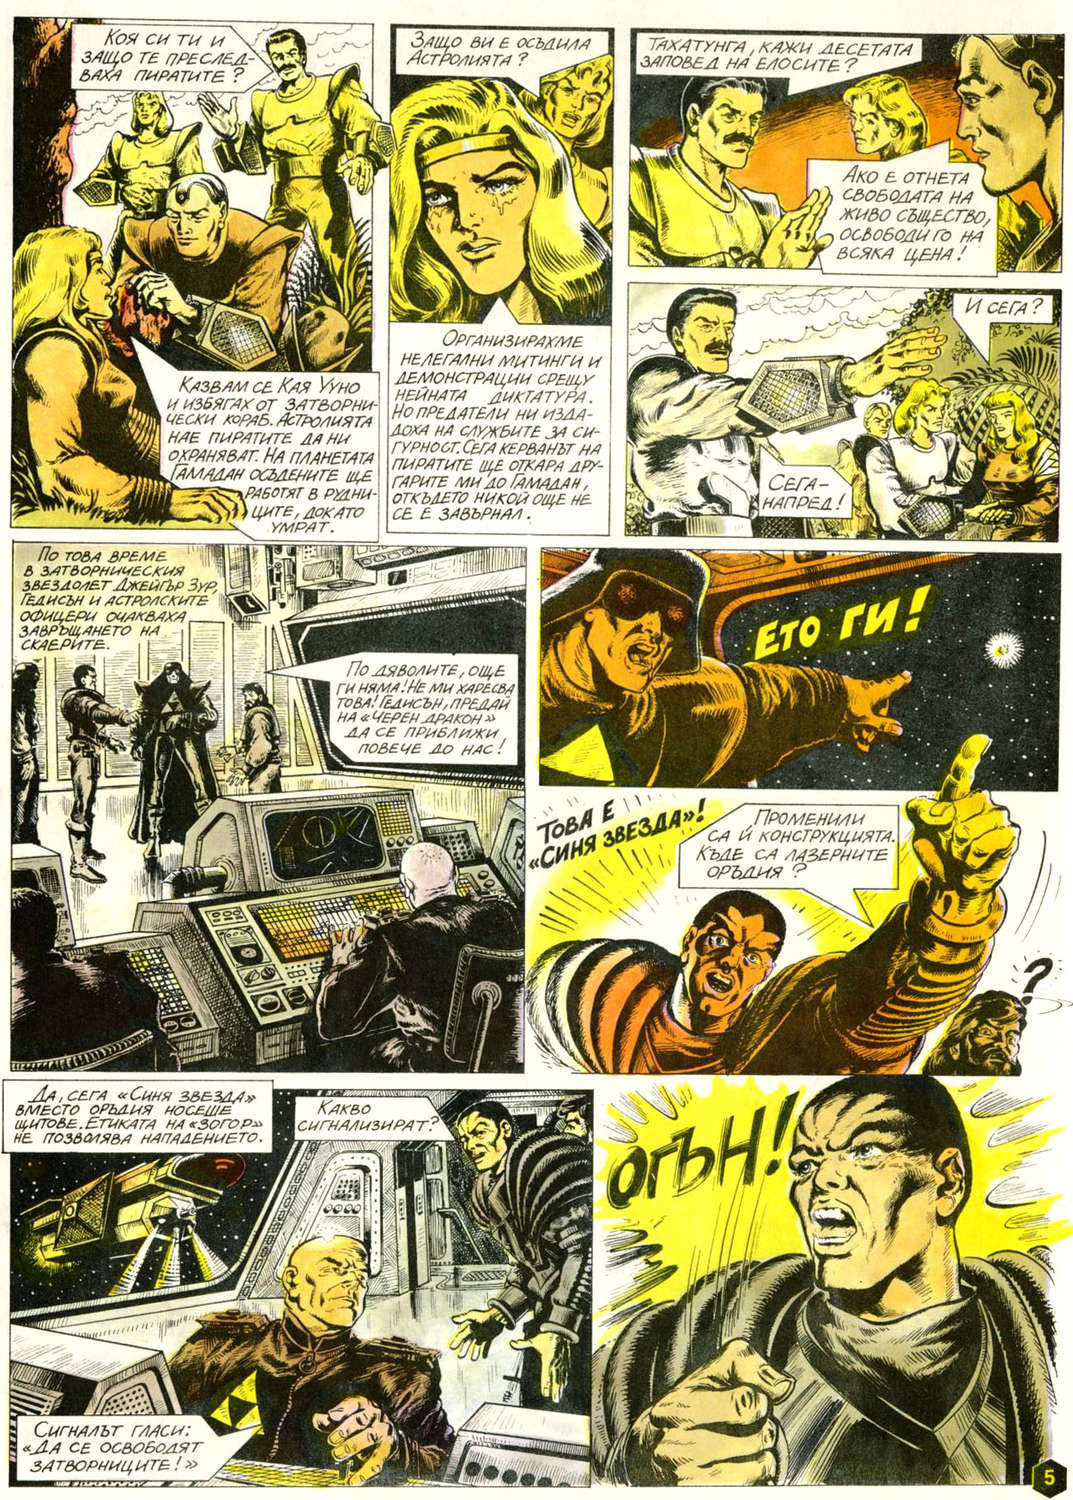 КОЯ СИ ТИ И
ЗАЩО ТЕ ПРЕСЛЕД-
ВАХА ПИРАТИТЕ?
КАЗВАМ СЕ КАЯ УУНО
И ИЗБЯГАХ ОТ ЗАТВОРНИ-
ЧЕСКИ КОРАБ. АСТРОЛИЯТА
НАЕ ПИРАТИТЕ ДА НИ
ОХРАНЯВАТ. НА ПЛАНЕТАТА
ГАМАДАН ОСЪДЕНИТЕ ЩЕ
РАБОТЯТ В РУДНИ-
ЦИТЕ, ДОКАТО
УМРАТ.
ЗАЩО ВИ Е ОСЪДИЛА
АСТРОЛИЯТА?
ОРГАНИЗИРАХМЕ
НЕЛЕГАЛНИ МИТИНГИ И
ДЕМОНСТРАЦИИ СРЕЩУ
НЕЙНАТА ДИКТАТУРА.
НО ПРЕДАТЕЛИ НИ ИЗДА-
ДОХА НА СЛУЖБИТЕ ЗА СИ-
ГУРНОСТ. СЕГА КЕРВАНЪТ НА
ПИРАТИТЕ ЩЕ ОТКАРА ДРУ-
ГАРИТЕ МИ ДО ГАМАДАН,
ОТКЪДЕТО НИКОЙ ОЩЕ НЕ
СЕ Е ЗАВЪРНАЛ.
ТАХАТУНГА, КАЖИ ДЕСЕТАТА
ЗАПОВЕД НА ЕЛОСИТЕ?
АКО Е ОТНЕТА
СВОБОДАТА НА
ЖИВО СЪЩЕСТВО,
ОСВОБОДИ ГО НА
ВСЯКА ЦЕНА!
И СЕГА?
СЕГА-
НАПРЕД!
ПО ТОВА ВРЕМЕ
В ЗАТВОРНИЧЕСКИЯ
ЗВЕЗДОЛЕТ ДЖЕЙГЪР ЗУР,
ГЕДИСЪН И АСТРОЛСКИТЕ
ОФИЦЕРИ ОЧАКВАХА
ЗАВРЪЩАНЕТО НА
СКАЕРИТЕ.
ПО ДЯВОЛИТЕ, ОЩЕ
ГИ НЯМА! НЕ МИ ХАРЕСВА
ТОВА! ГЕДИСЪН, ПРЕДАЙ
НА «ЧЕРЕН ДРАКОН»
ДА СЕ ПРИБЛИЖИ
ПОВЕЧЕ ДО НАС!
ЕТО ГИ!
ТОВА Е
«СИНЯ ЗВЕЗДА»!
ПРОМЕНИЛИ
СА Й КОНСТРУКЦИЯТА.
КЪДЕ СА ЛАЗЕРНИТЕ
ОРЪДИЯ?
?
ДА, СЕГА «СИНЯ ЗВЕЗДА»
ВМЕСТО ОРЪДИЯ НОСЕШЕ
ЩИТОВЕ. ЕТИКАТА НА «ЗОГОР»
НЕ ПОЗВОЛЯВА НАПАДЕНИЕТО.
КАКВО
СИГНАЛИЗИРАТ?
СИГНАЛЪТ ГЛАСИ:
«ДА СЕ ОСВОБОДЯТ
ЗАТВОРНИЦИТЕ!»
ОГЪН!
5